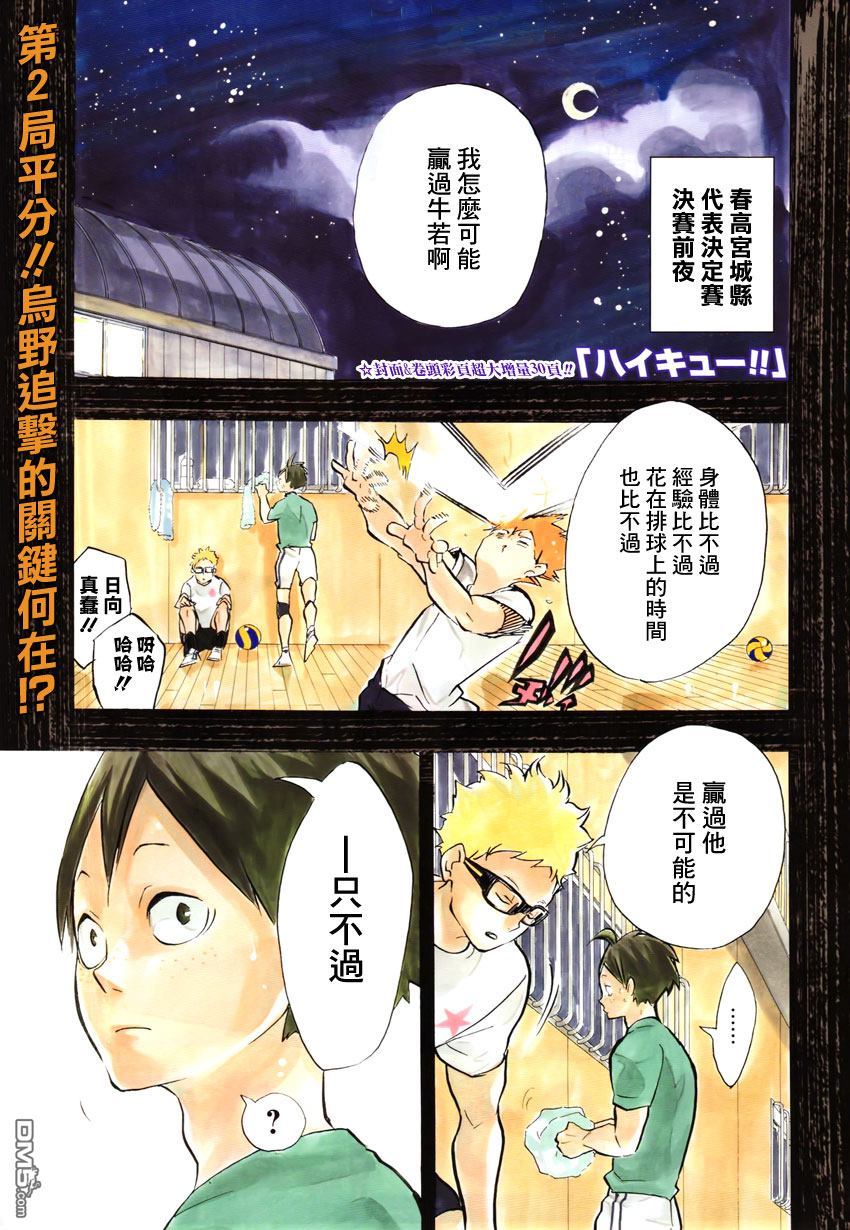 第2局平分!!烏野追擊的關鍵何在!?
春高宮城縣
代表決定賽
決賽前夜
我怎麼可能
贏過牛若啊
「ハイキュー!!」
☆封面&卷頭彩頁超大增量30頁!!
身體比不過
經驗比不過
花在排球上的時間
也比不過
呀哈
哈哈!!
日向
真蠢!!
贏過他
是不可能的
……
—只不過
?
DM5.com